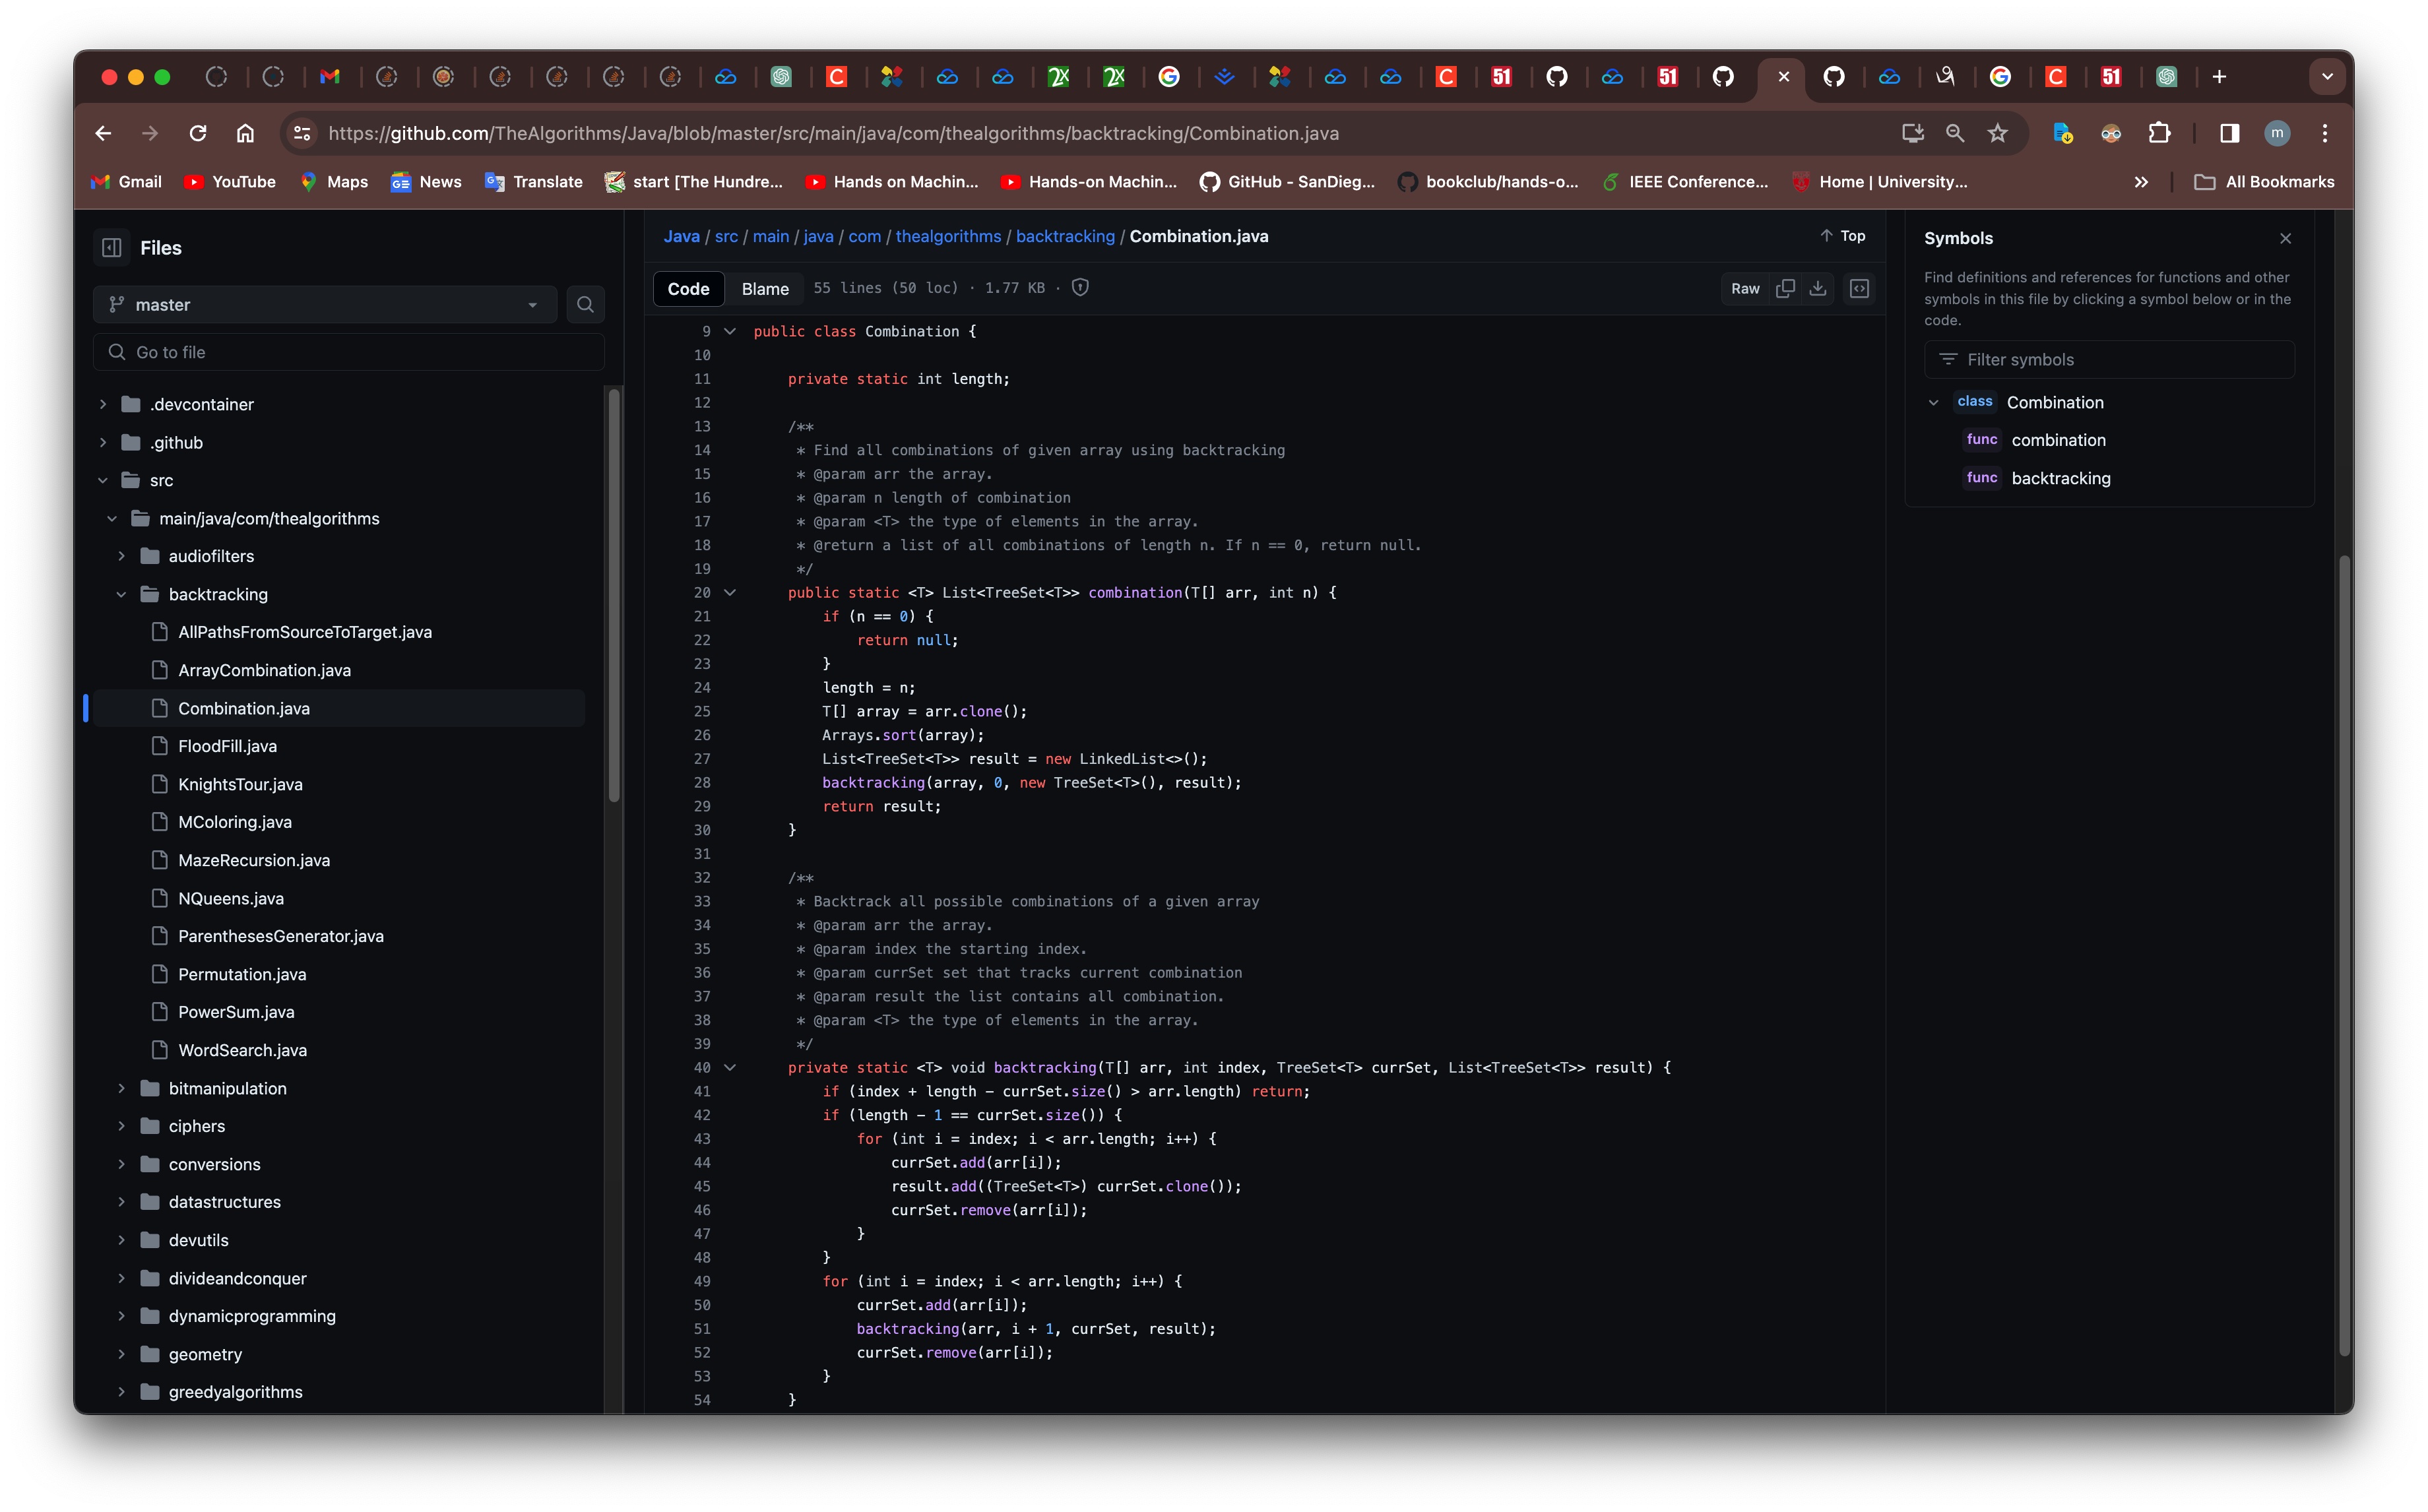 https://github.com/TheAlgorithms/Java/blob/master/src/main/java/com/thealgorithms/backtracking/Combination.java
m
Gmail YouTube Maps News Translate start [The Hundre... Hands on Machin... Hands-on Machin... GitHub - SanDieg... bookclub/hands-o... IEEE Conference... Home | University... » All Bookmarks
Files
master
Go to file
.devcontainer
.github
src
main/java/com/thealgorithms
audiofilters
backtracking
AllPathsFromSourceToTarget.java
ArrayCombination.java
Combination.java
FloodFill.java
KnightsTour.java
MColoring.java
MazeRecursion.java
NQueens.java
ParenthesesGenerator.java
Permutation.java
PowerSum.java
WordSearch.java
bitmanipulation
ciphers
conversions
datastructures
devutils
divideandconquer
dynamicprogramming
geometry
greedyalgorithms
Java / src / main / java / com / thealgorithms / backtracking / Combination.java
Top
Code Blame 55 lines (50 loc) · 1.77 KB · Raw
9 public class Combination {
10
11 private static int length;
12
13 /**
14 * Find all combinations of given array using backtracking
15 * @param arr the array.
16 * @param n length of combination
17 * @param <T> the type of elements in the array.
18 * @return a list of all combinations of length n. If n == 0, return null.
19 */
20 public static <T> List<TreeSet<T>> combination(T[] arr, int n) {
21 if (n == 0) {
22 return null;
23 }
24 length = n;
25 T[] array = arr.clone();
26 Arrays.sort(array);
27 List<TreeSet<T>> result = new LinkedList<>();
28 backtracking(array, 0, new TreeSet<T>(), result);
29 return result;
30 }
31
32 /**
33 * Backtrack all possible combinations of a given array
34 * @param arr the array.
35 * @param index the starting index.
36 * @param currSet set that tracks current combination
37 * @param result the list contains all combination.
38 * @param <T> the type of elements in the array.
39 */
40 private static <T> void backtracking(T[] arr, int index, TreeSet<T> currSet, List<TreeSet<T>> result) {
41 if (index + length - currSet.size() > arr.length) return;
42 if (length - 1 == currSet.size()) {
43 for (int i = index; i < arr.length; i++) {
44 currSet.add(arr[i]);
45 result.add((TreeSet<T>) currSet.clone());
46 currSet.remove(arr[i]);
47 }
48 }
49 for (int i = index; i < arr.length; i++) {
50 currSet.add(arr[i]);
51 backtracking(arr, i + 1, currSet, result);
52 currSet.remove(arr[i]);
53 }
54 }
Symbols
Find definitions and references for functions and other
symbols in this file by clicking a symbol below or in the
code.
Filter symbols
class Combination
func combination
func backtracking